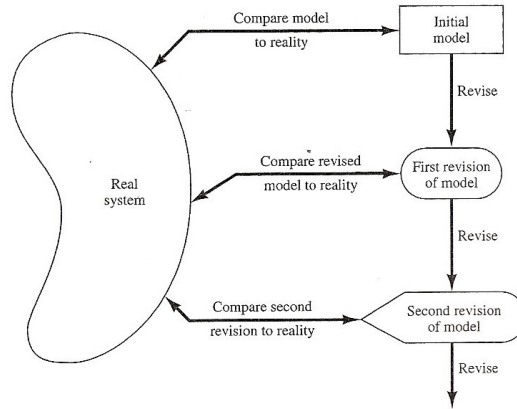 Compare model
to reality
Initial
model
Revise
Real
system
Compare revised
model to reality
First revision
of model
Revise
Compare second
revision to reality
Second revision
of model
Revise